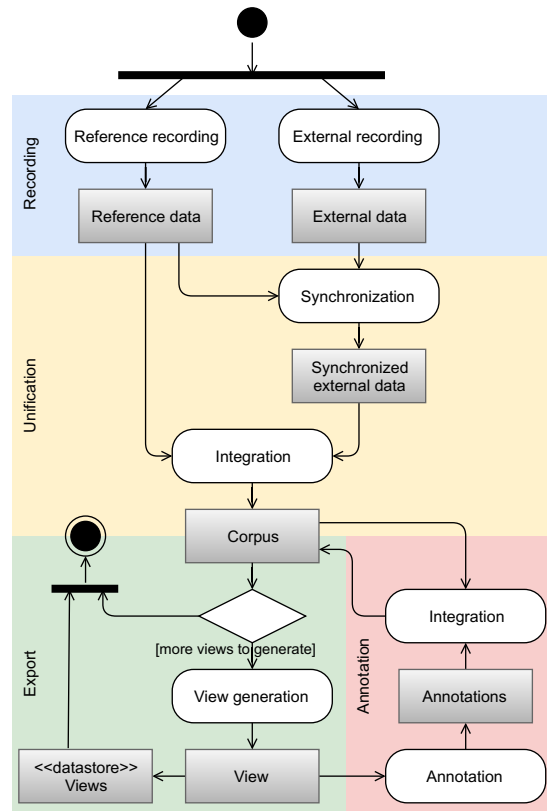 Recording
Reference recording
External recording
Reference data
External data
Unification
Synchronization
Synchronized
external data
Integration
Corpus
Export
[more views to generate]
View generation
<<datastore>>
Views
View
Annotation
Integration
Annotations
Annotation